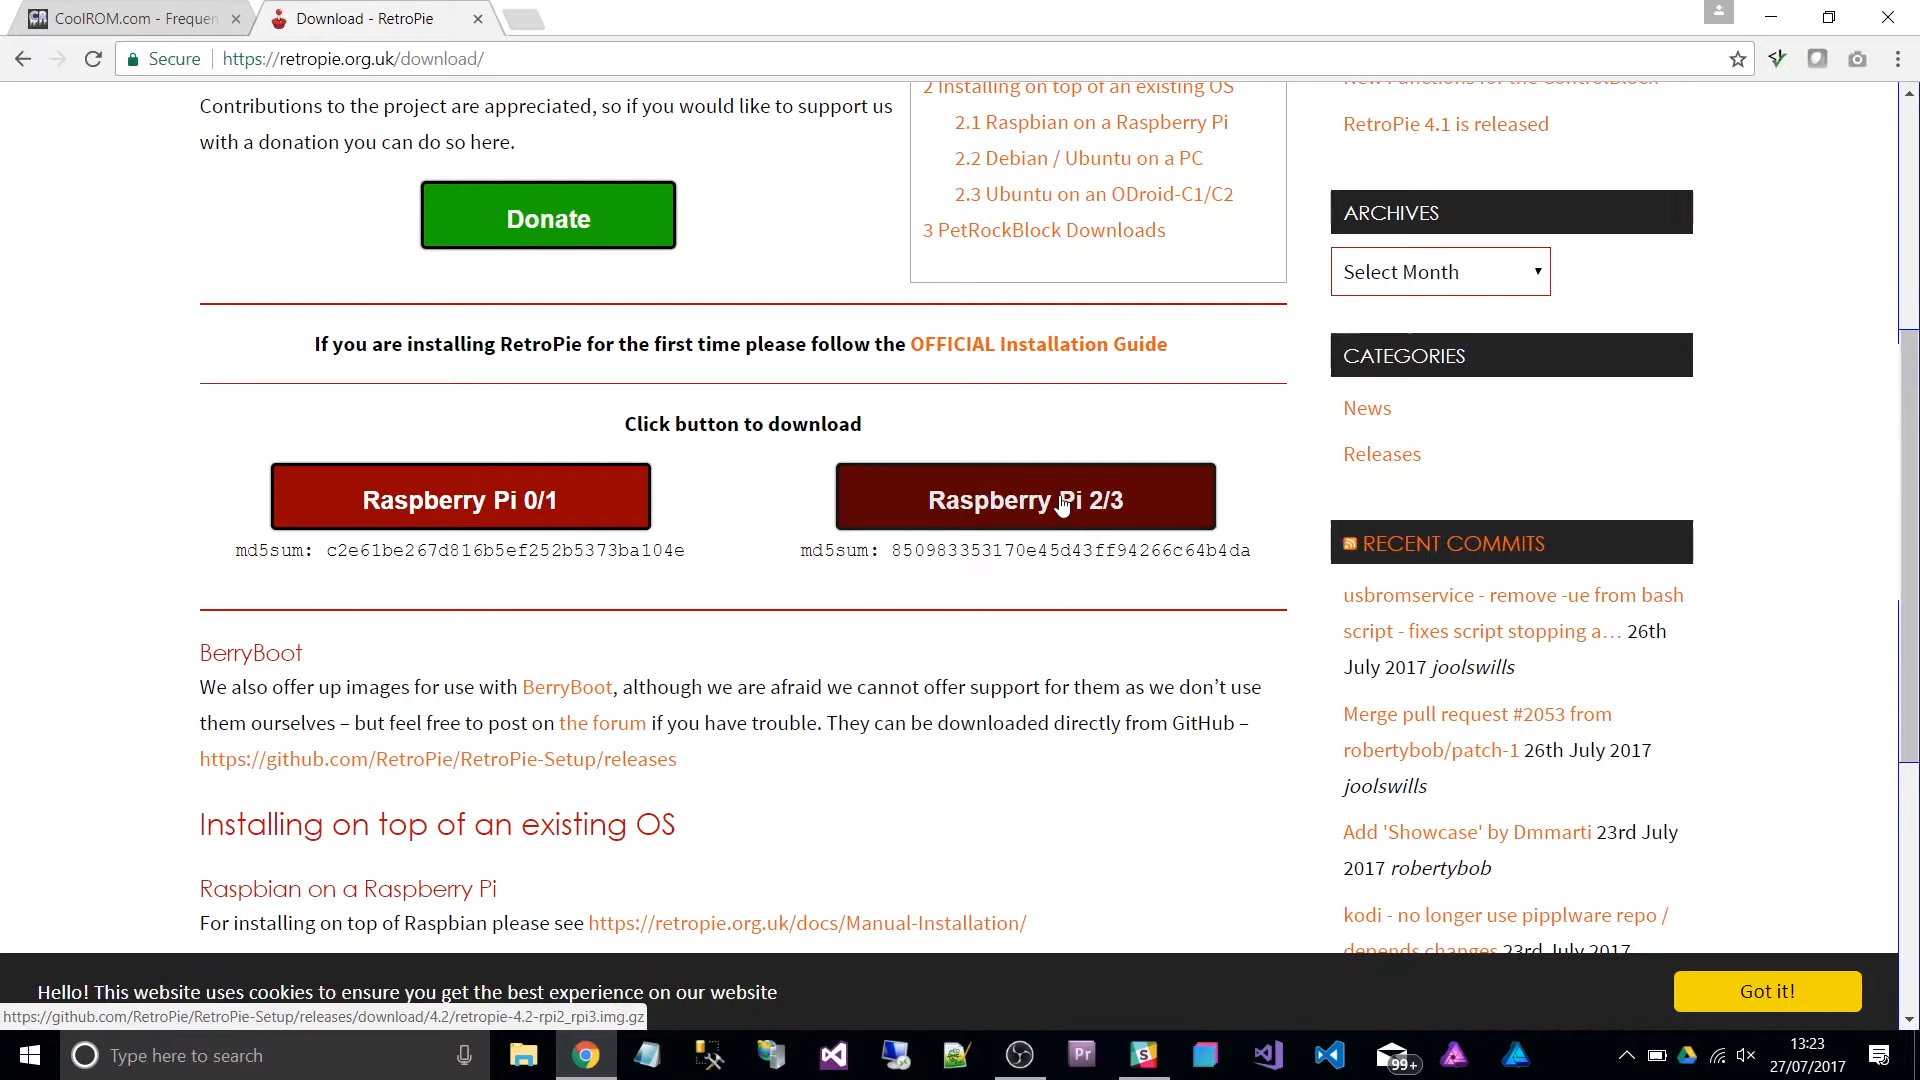 CoolROM.com - Frequen
Download - RetroPie
Secure
https://retropie.org.uk/download/
Contributions to the project are appreciated, so if you would like to support us
with a donation you can do so here.
Donate
2 Installing on top of an existing OS
2.1 Raspbian on a Raspberry Pi
2.2 Debian / Ubuntu on a PC
2.3 Ubuntu on an ODroid-C1/C2
3 PetRockBlock Downloads
If you are installing RetroPie for the first time please follow the OFFICIAL Installation Guide
Click button to download
Raspberry Pi 0/1
md5sum: c2e61be267d816b5ef252b5373ba104e
Raspberry Pi 2/3
md5sum: 850983353170e45d43ff94266c64b4da
BerryBoot
We also offer up images for use with BerryBoot, although we are afraid we cannot offer support for them as we don’t use
them ourselves – but feel free to post on the forum if you have trouble. They can be downloaded directly from GitHub –
https://github.com/RetroPie/RetroPie-Setup/releases
Installing on top of an existing OS
Raspbian on a Raspberry Pi
For installing on top of Raspbian please see https://retropie.org.uk/docs/Manual-Installation/
New Functions for the ControlBlock
RetroPie 4.1 is released
ARCHIVES
Select Month
CATEGORIES
News
Releases
RECENT COMMITS
usbromservice - remove -ue from bash
script - fixes script stopping a… 26th
July 2017 joolswills
Merge pull request #2053 from
robertybob/patch-1 26th July 2017
joolswills
Add 'Showcase' by Dmmarti 23rd July
2017 robertybob
kodi - no longer use pipplware repo /
depends changes 23rd July 2017
Hello! This website uses cookies to ensure you get the best experience on our website
Got it!
https://github.com/RetroPie/RetroPie-Setup/releases/download/4.2/retropie-4.2-rpi2_rpi3.img.gz
Type here to search
Pr
S
99+
13:23
27/07/2017